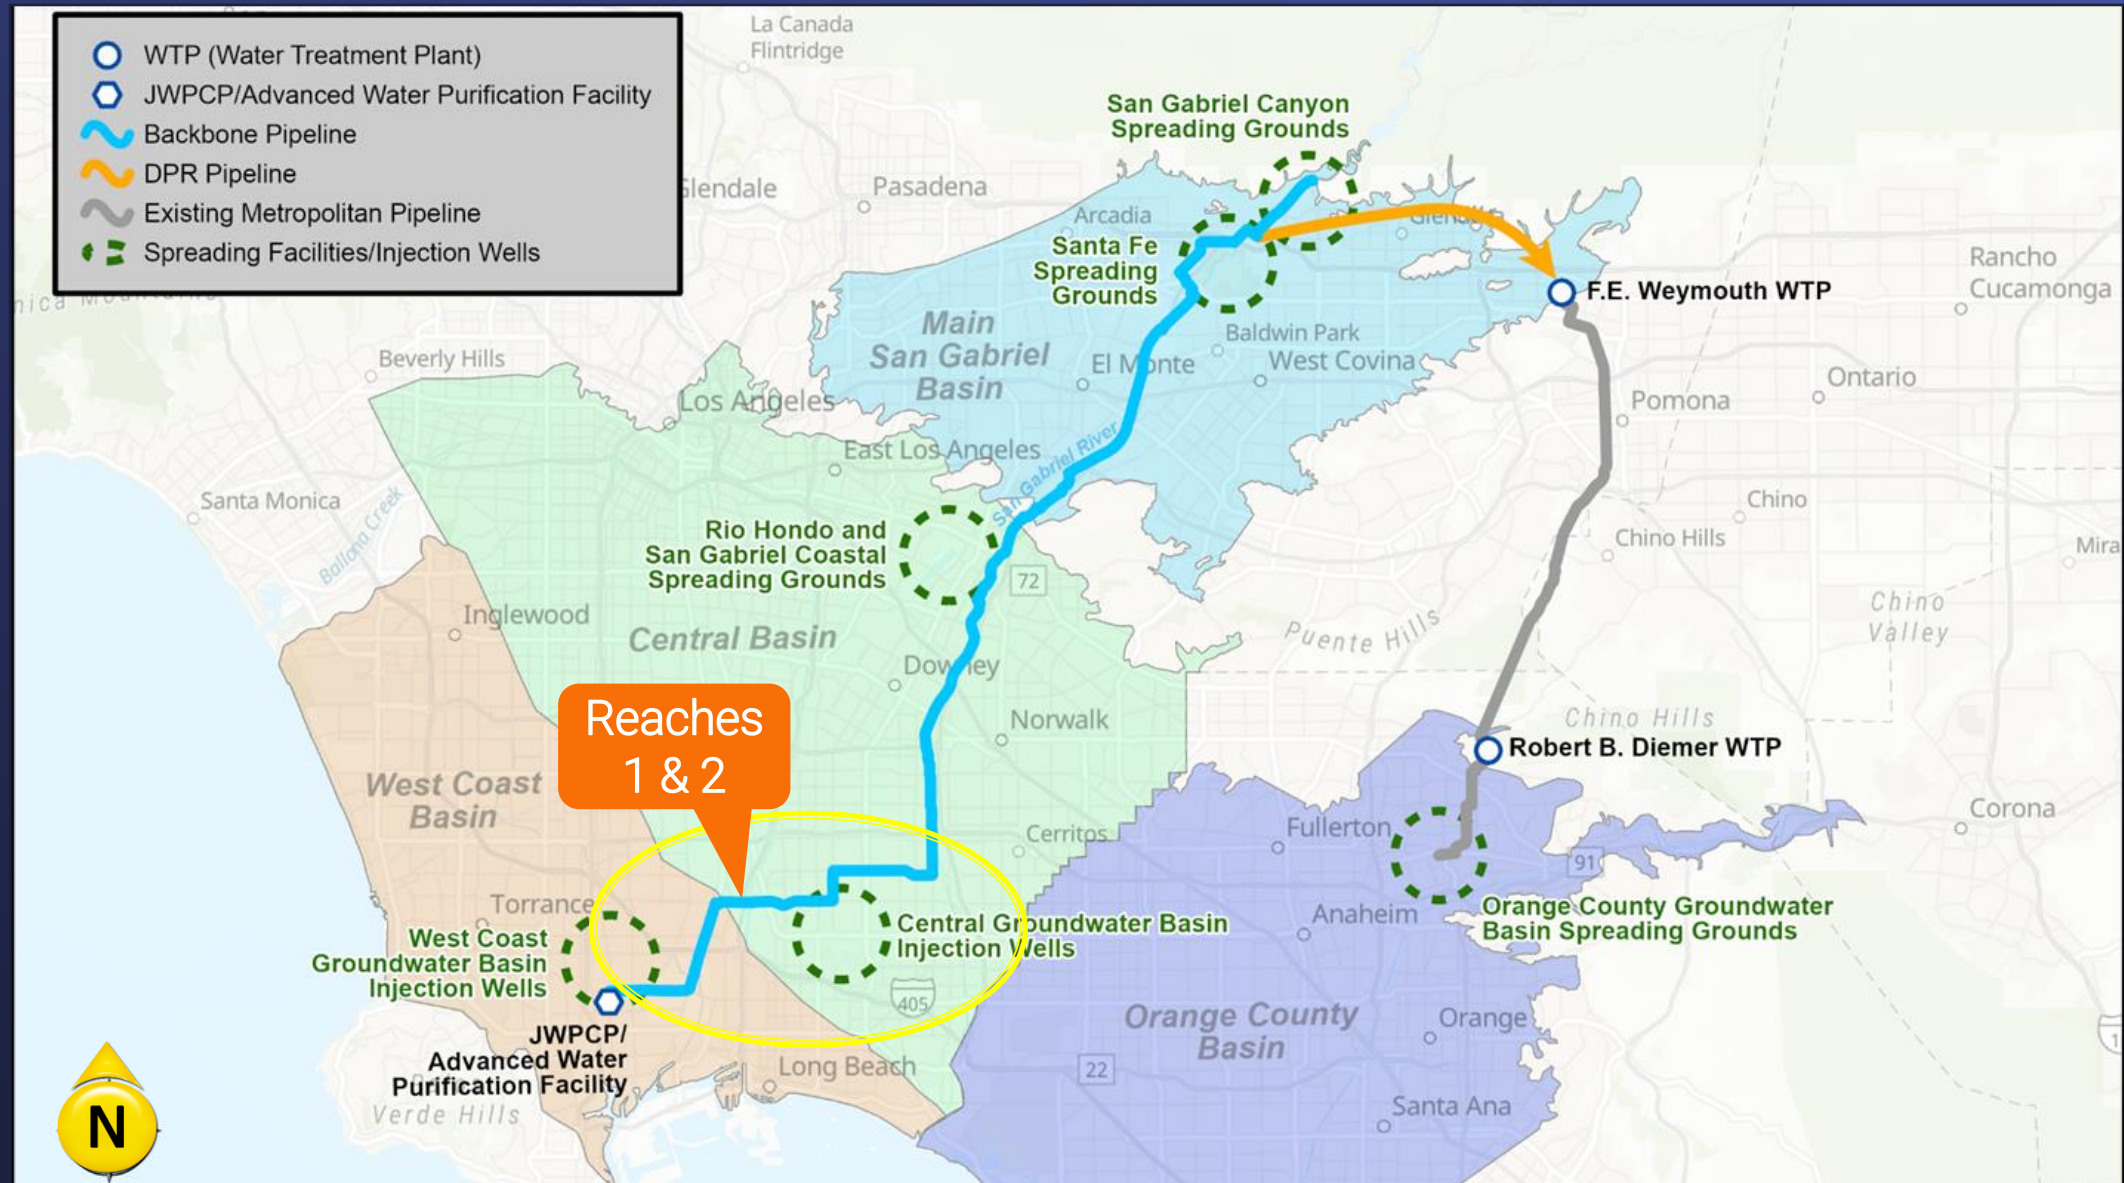 WTP (Water Treatment Plant)
JWPCP/Advanced Water Purification Facility
Backbone Pipeline
DPR Pipeline
Existing Metropolitan Pipeline
Spreading Facilities/Injection Wells
La Canada
Flintridge
San Gabriel Canyon
Spreading Grounds
Glendale
Pasadena
Arcadia
Santa Fe
Spreading
Grounds
Rancho
Cucamonga
F.E. Weymouth WTP
Main
San Gabriel
Basin
Baldwin Park
El Monte
West Covina
Beverly Hills
Los Angeles
Ontario
Pomona
East Los Angeles
San Gabriel River
Santa Monica
Ballona Creek
Chino
Rio Hondo and
San Gabriel Coastal
Spreading Grounds
Chino Hills
Mira
72
Inglewood
Central Basin
Puente Hills
Chino
Valley
Downey
Reaches
1 & 2
Norwalk
Chino Hills
Robert B. Diemer WTP
West Coast
Basin
Cerritos
Fullerton
Corona
91
Torrance
Central Groundwater Basin
Injection Wells
Anaheim
Orange County Groundwater
Basin Spreading Grounds
West Coast
Groundwater Basin
Injection Wells
405
Orange County
Basin
Orange
JWPCP/
Advanced Water
Purification Facility
Long Beach
22
Verde Hills
Santa Ana
N